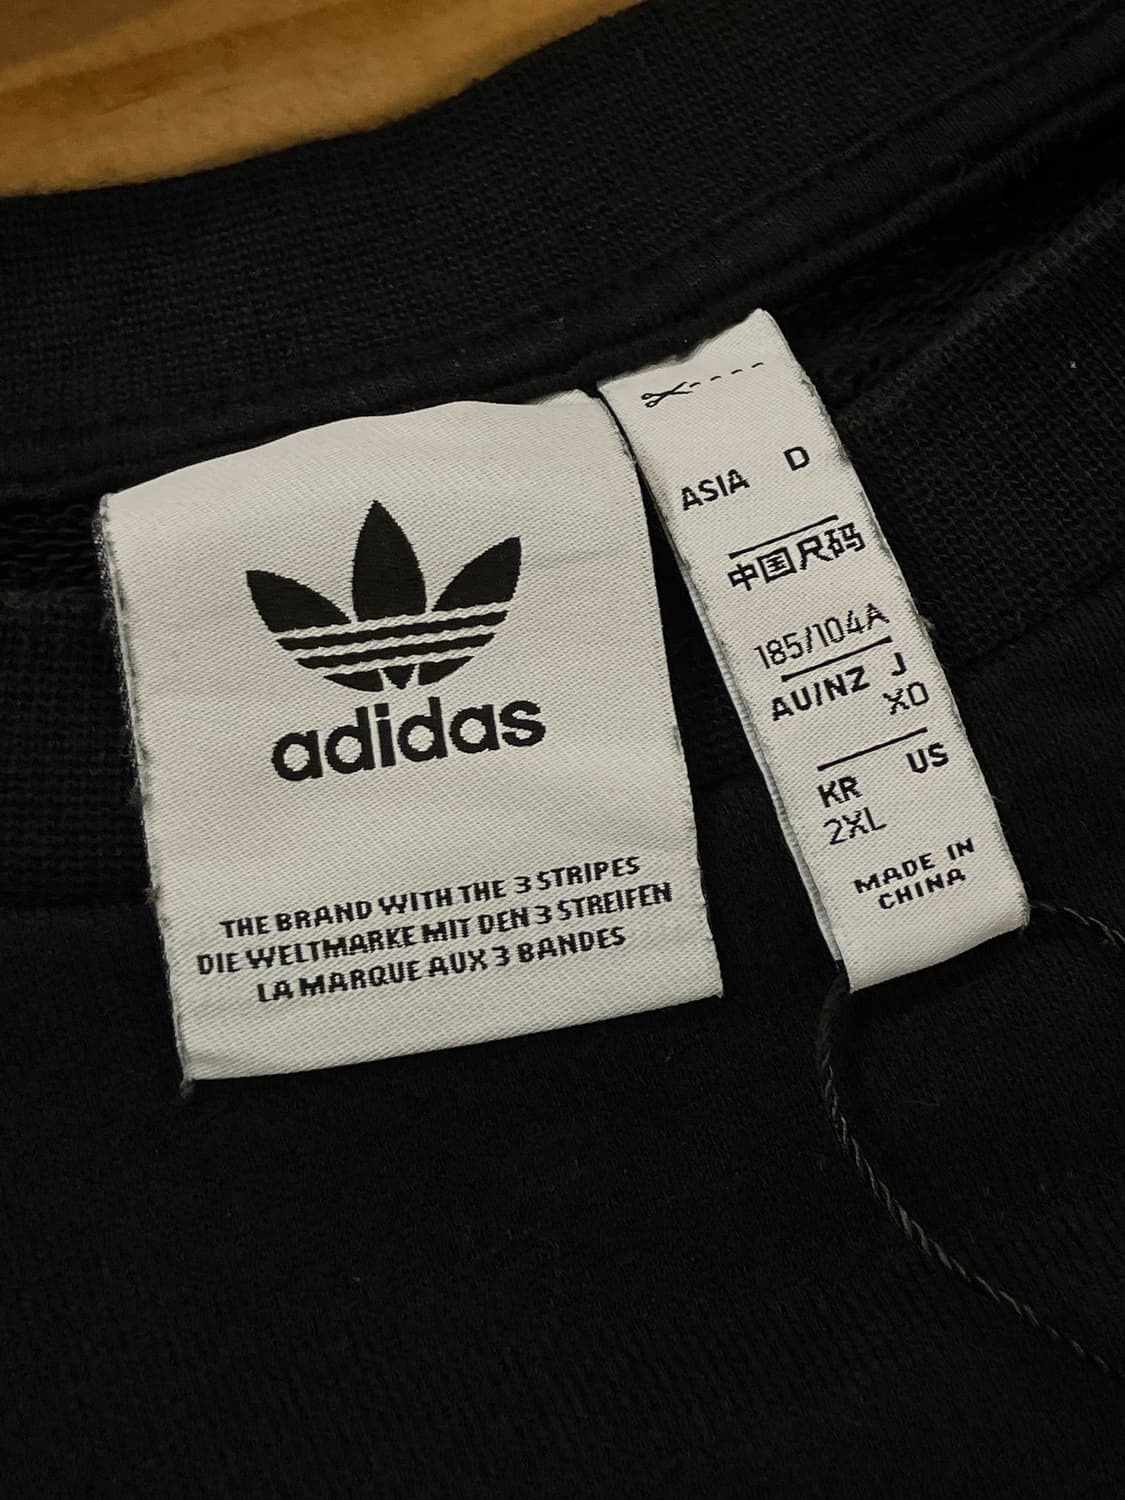 adidas
THE BRAND WITH THE 3 STRIPES
DIE WELTMARKE MIT DEN 3 STREIFEN
LA MARQUE AUX 3 BANDES
ASIA D
中国尺码
185/104A
AU/NZ J
XO
KR US
2XL
MADE IN
CHINA